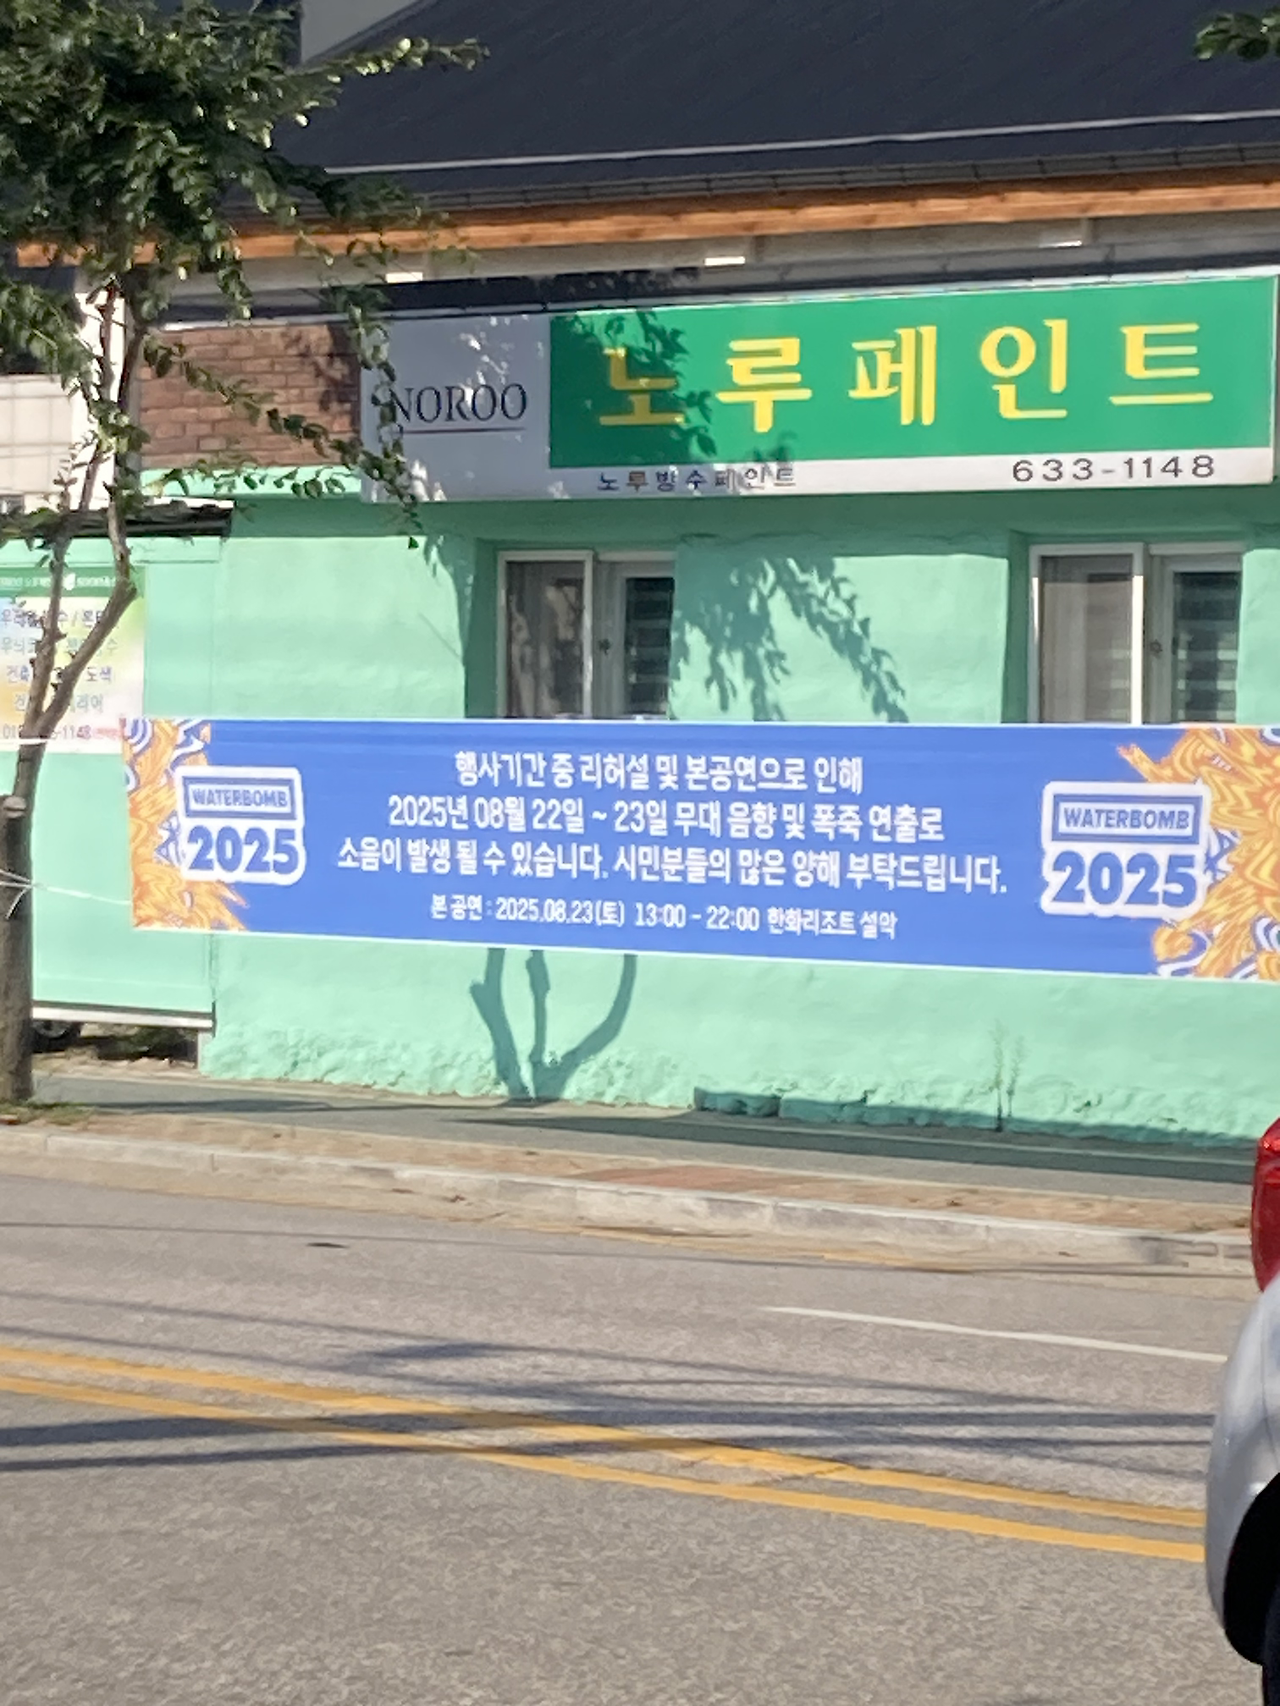 NOROO
노루페인트
노루방수페인트
633-1148
행사기간 중 리허설 및 본공연으로 인해
2025년 08월 22일 ~ 23일 무대 음향 및 폭죽 연출로
소음이 발생 될 수 있습니다. 시민분들의 많은 양해 부탁드립니다.
본 공연 : 2025.08.23(토) 13:00 - 22:00 한화리조트 설악
WATERBOMB
2025
WATERBOMB
2025